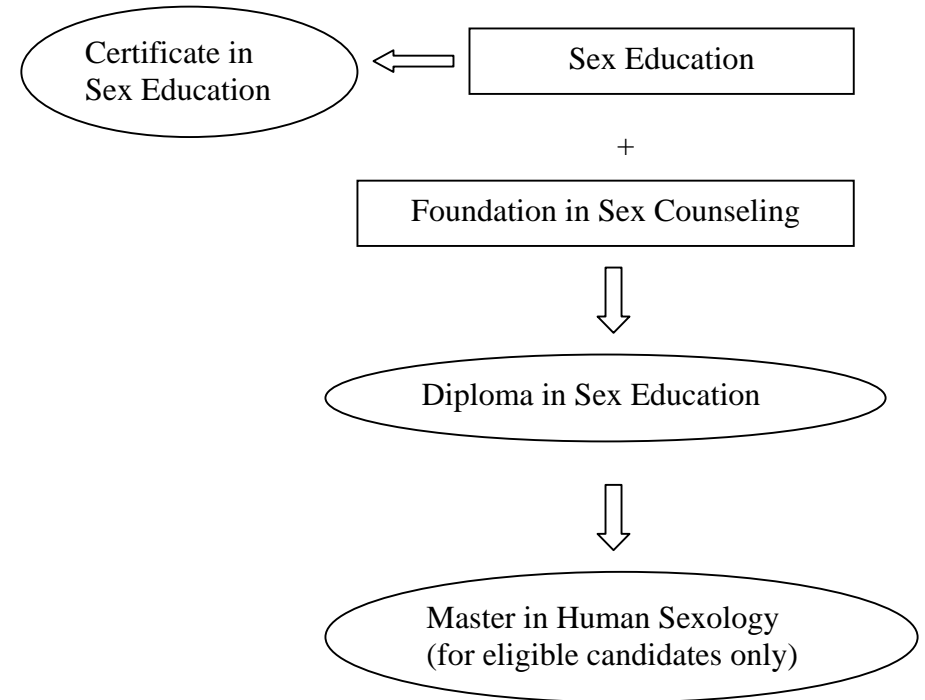 Certificate in
Sex Education
Sex Education
+
Foundation in Sex Counseling
Diploma in Sex Education
Master in Human Sexology
(for eligible candidates only)